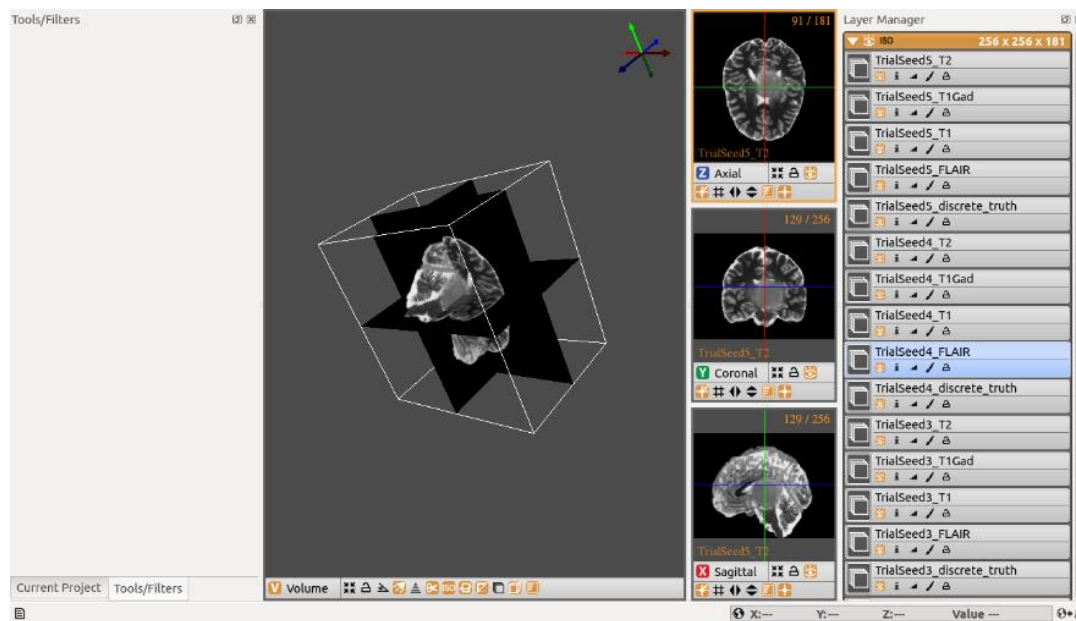 Tools/Filters
91 / 181
TrialSeed5_T2
Z Axial
129 / 256
TrialSeed5_T2
Y Coronal
129 / 256
TrialSeed5_T2
X Sagittal
Layer Manager
ISO 256 x 256 x 181
TrialSeed5_T2
TrialSeed5_T1Gad
TrialSeed5_T1
TrialSeed5_FLAIR
TrialSeed5_discrete_truth
TrialSeed4_T2
TrialSeed4_T1Gad
TrialSeed4_T1
TrialSeed4_FLAIR
TrialSeed4_discrete_truth
TrialSeed3_T2
TrialSeed3_T1Gad
TrialSeed3_T1
TrialSeed3_FLAIR
TrialSeed3_discrete_truth
Current Project Tools/Filters
V Volume ISO
X:--- Y:--- Z:--- Value ---